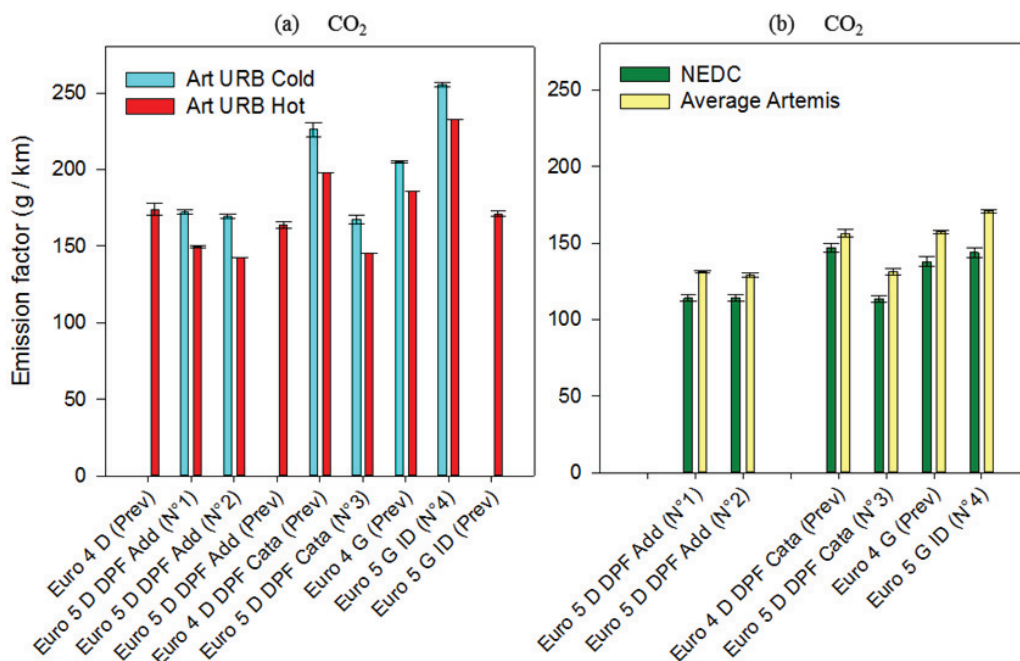 (a) CO₂
Art URB Cold
Art URB Hot
Emission factor (g / km)
250
200
150
100
50
0
Euro 4 D (Prev)
Euro 5 D DPF Add (N°1)
Euro 5 D DPF Add (N°2)
Euro 5 D DPF Add (Prev)
Euro 4 D DPF Cata (Prev)
Euro 5 D DPF Cata (N°3)
Euro 4 G (Prev)
Euro 5 G ID (N°4)
Euro 5 G ID (Prev)
(b) CO₂
NEDC
Average Artemis
250
200
150
100
50
0
Euro 5 D DPF Add (N°1)
Euro 5 D DPF Add (N°2)
Euro 4 D DPF Cata (Prev)
Euro 5 D DPF Cata (N°3)
Euro 4 G (Prev)
Euro 5 G ID (N°4)